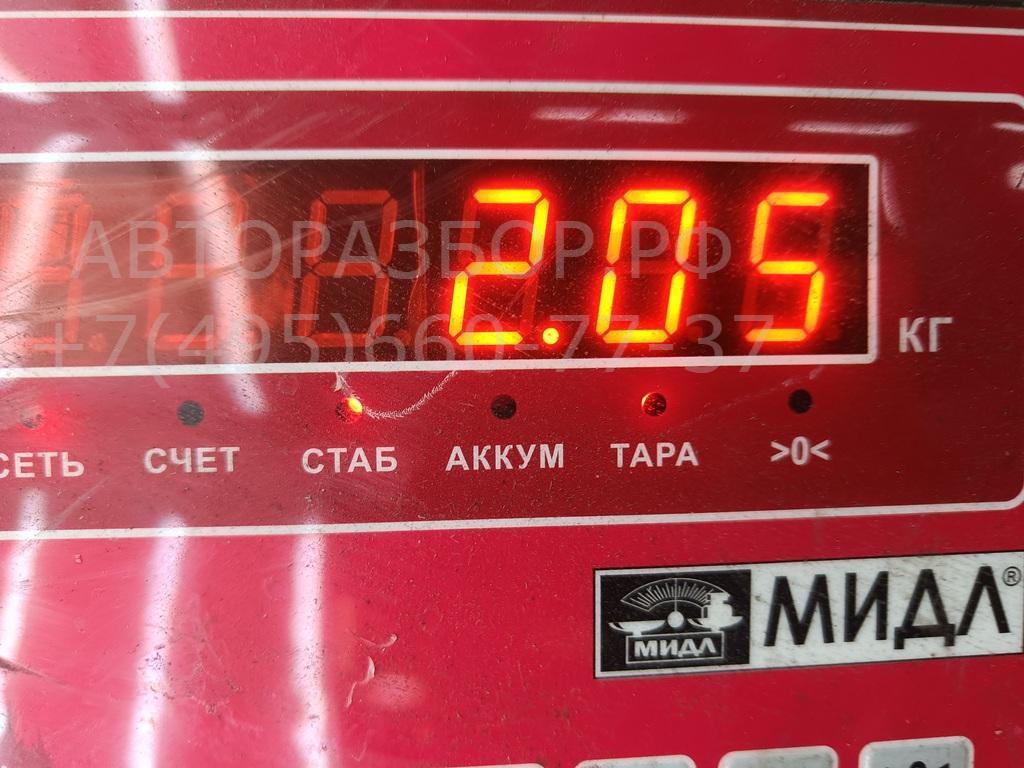 2.05
КГ
СЕТЬ СЧЕТ СТАБ АККУМ ТАРА >0<
МИДЛ МИДЛ®
АВТОРАЗБОР.РФ
+7(495)660-77-37